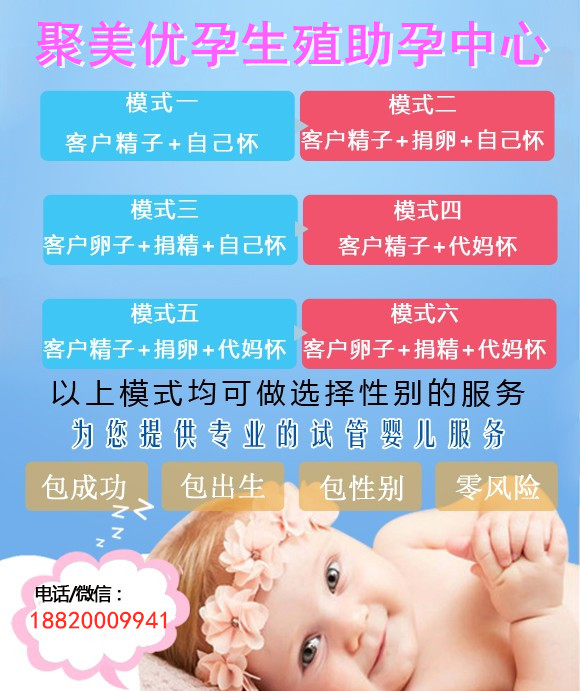 聚美优孕生殖助孕中心
模式一
客户精子+自己怀
模式二
客户精子+捐卵+自己怀
模式三
客户卵子+捐精+自己怀
模式四
客户精子+代妈怀
模式五
客户精子+捐卵+代妈怀
模式六
客户卵子+捐精+代妈怀
以上模式均可做选择性别的服务
为您提供专业的试管婴儿服务
包成功
包出生
包性别
零风险
z z z z
电话/微信：
18820009941